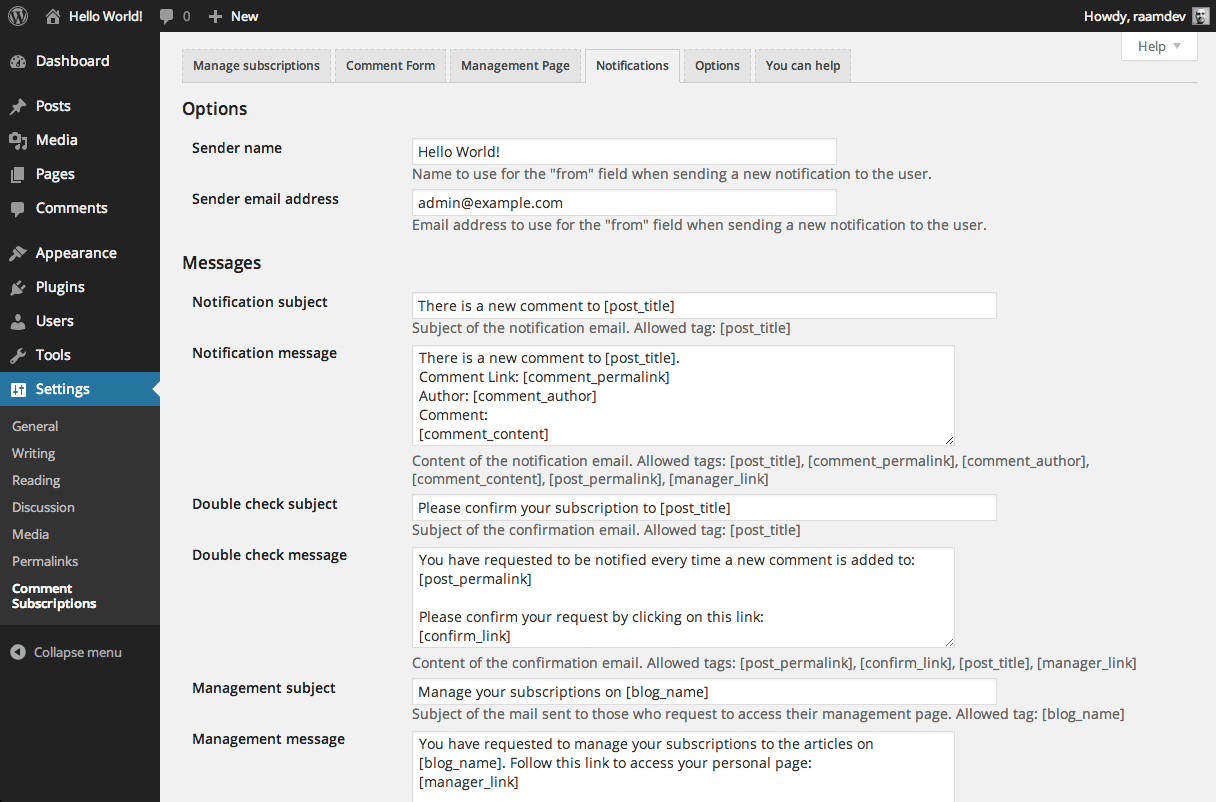 Hello World! 0 New Howdy, raamdev
Help
Dashboard
Posts
Media
Pages
Comments
Appearance
Plugins
Users
Tools
Settings
General
Writing
Reading
Discussion
Media
Permalinks
Comment
Subscriptions
Collapse menu
Manage subscriptions Comment Form Management Page Notifications Options You can help
Options
Sender name
Hello World!
Name to use for the "from" field when sending a new notification to the user.
Sender email address
admin@example.com
Email address to use for the "from" field when sending a new notification to the user.
Messages
Notification subject
There is a new comment to [post_title]
Subject of the notification email. Allowed tag: [post_title]
Notification message
There is a new comment to [post_title].
Comment Link: [comment_permalink]
Author: [comment_author]
Comment:
[comment_content]
Content of the notification email. Allowed tags: [post_title], [comment_permalink], [comment_author],
[comment_content], [post_permalink], [manager_link]
Double check subject
Please confirm your subscription to [post_title]
Subject of the confirmation email. Allowed tag: [post_title]
Double check message
You have requested to be notified every time a new comment is added to:
[post_permalink]
Please confirm your request by clicking on this link:
[confirm_link]
Content of the confirmation email. Allowed tags: [post_permalink], [confirm_link], [post_title], [manager_link]
Management subject
Manage your subscriptions on [blog_name]
Subject of the mail sent to those who request to access their management page. Allowed tag: [blog_name]
Management message
You have requested to manage your subscriptions to the articles on
[blog_name]. Follow this link to access your personal page:
[manager_link]